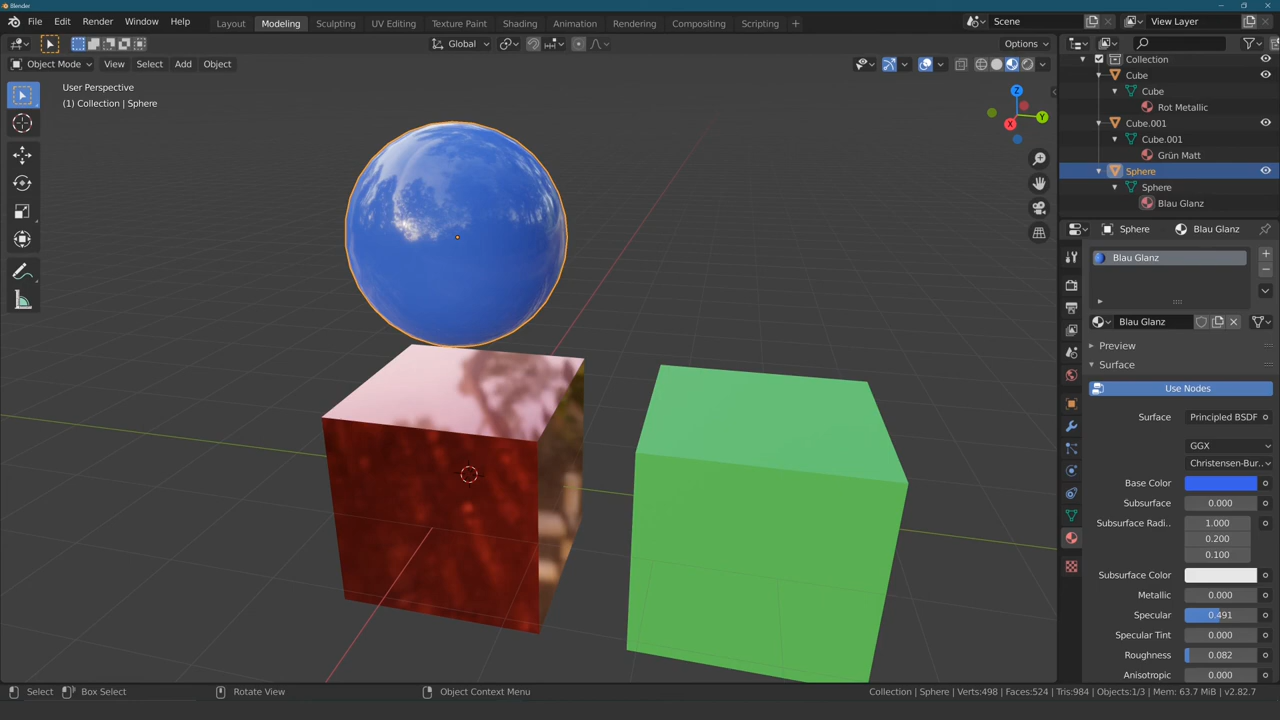 Blender
File Edit Render Window Help Layout Modeling Sculpting UV Editing Texture Paint Shading Animation Rendering Compositing Scripting + Scene View Layer
Global Options
Object Mode View Select Add Object
User Perspective
(1) Collection | Sphere
Z
Y
X
Collection
Cube
Cube
Rot Metallic
Cube.001
Cube.001
Grün Matt
Sphere
Sphere
Blau Glanz
Sphere Blau Glanz
Blau Glanz
Blau Glanz
Preview
Surface
Use Nodes
Surface Principled BSDF
GGX
Christensen-Bur..
Base Color
Subsurface 0.000
Subsurface Radi.. 1.000
0.200
0.100
Subsurface Color
Metallic 0.000
Specular 0.491
Specular Tint 0.000
Roughness 0.082
Anisotropic 0.000
Select Box Select Rotate View Object Context Menu Collection | Sphere | Verts:498 | Faces:524 | Tris:984 | Objects:1/3 | Mem: 63.7 MiB | v2.82.7